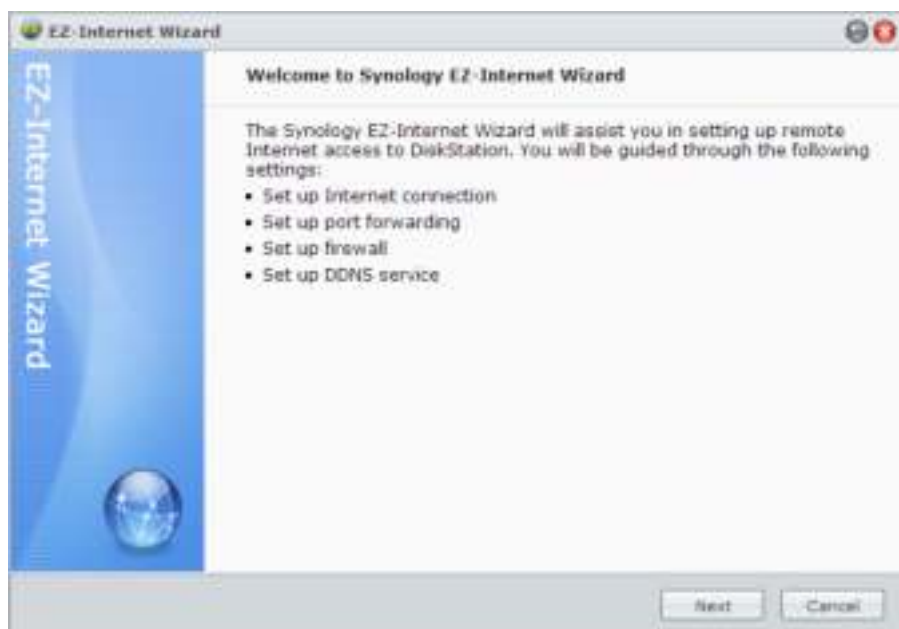 EZ-Internet Wizard
EZ-Internet Wizard
Welcome to Synology EZ-Internet Wizard
The Synology EZ-Internet Wizard will assist you in setting up remote
Internet access to DiskStation. You will be guided through the following
settings:
• Set up Internet connection
• Set up port forwarding
• Set up firewall
• Set up DDNS service
Next
Cancel